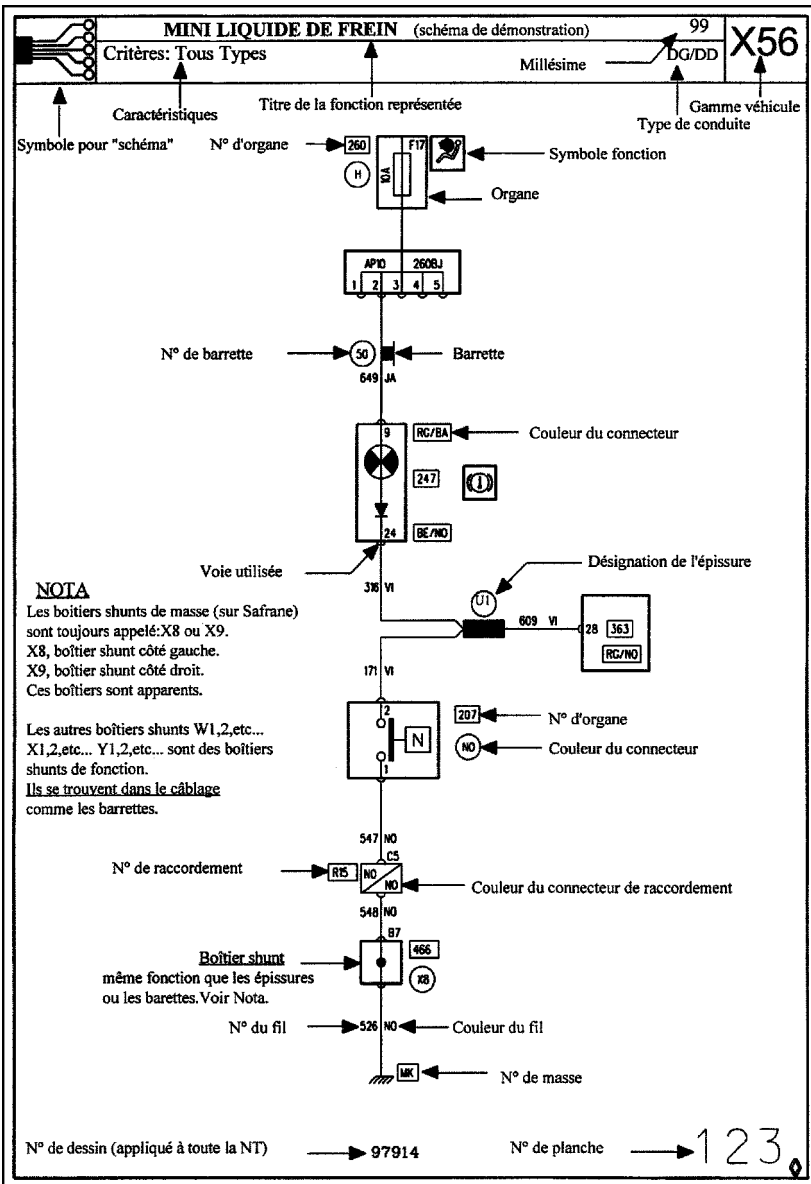 MINI LIQUIDE DE FREIN (schéma de démonstration) 99
X56
Critères: Tous Types
Millésime
DG/DD
Caractéristiques
Titre de la fonction représentée
Gamme véhicule
Type de conduite
Symbole pour "schéma"
N° d'organe
260
F17
Symbole fonction
H
10A
Organe
AP10 260BJ
1 2 3 4 5
N° de barrette
50
Barrette
649 JA
9
RG/BA
Couleur du connecteur
247
24
BE/NO
Voie utilisée
Désignation de l'épissure
316 VI
U1
609 VI
28
363
RG/NO
NOTA
Les boitiers shunts de masse (sur Safrane)
sont toujours appelé:X8 ou X9.
X8, boîtier shunt côté gauche.
X9, boîtier shunt côté droit.
Ces boîtiers sont apparents.
171 VI
2
207
N° d'organe
N
NO
Couleur du connecteur
1
Les autres boîtiers shunts W1,2,etc...
X1,2,etc... Y1,2,etc... sont des boîtiers
shunts de fonction.
Ils se trouvent dans le câblage
comme les barrettes.
547 NO
C5
N° de raccordement
R15
NO
NO
Couleur du connecteur de raccordement
548 NO
B7
466
Boîtier shunt
même fonction que les épissures
ou les barettes.Voir Nota.
X8
N° du fil
526 NO
Couleur du fil
MK
N° de masse
N° de dessin (appliqué à toute la NT)
97914
N° de planche
123